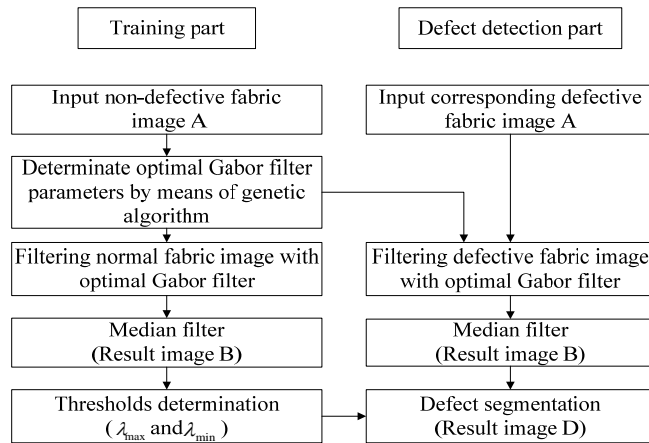 Training part
Defect detection part
Input non-defective fabric
image A
Input corresponding defective
fabric image A
Determinate optimal Gabor filter
parameters by means of genetic
algorithm
Filtering normal fabric image with
optimal Gabor filter
Filtering defective fabric image
with optimal Gabor filter
Median filter
(Result image B)
Median filter
(Result image B)
Thresholds determination
( λmax and λmin )
Defect segmentation
(Result image D)